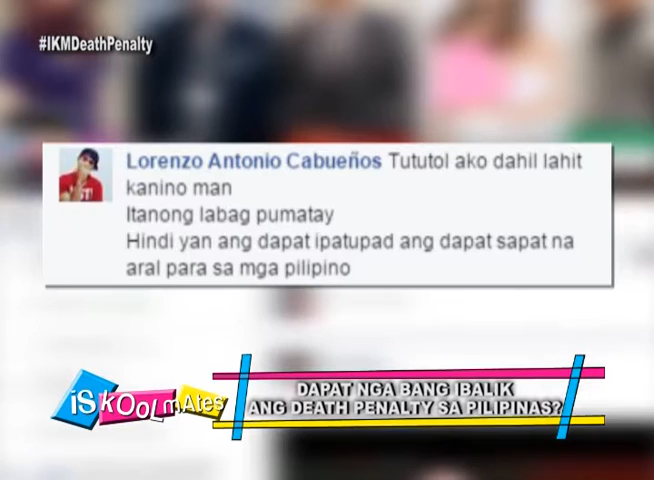 #IKMDeathPenalty
Lorenzo Antonio Cabueños Tututol ako dahil lahit
kanino man
Itanong labag pumatay
Hindi yan ang dapat ipatupad ang dapat sapat na
aral para sa mga pilipino
iskoolmAtes
DAPAT NGA BANG IBALIK
ANG DEATH PENALTY SA PILIPINAS?